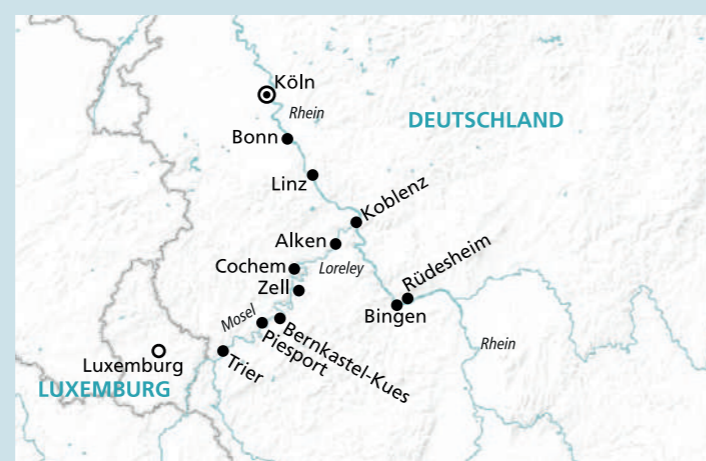 Köln
Rhein
DEUTSCHLAND
Bonn
Linz
Koblenz
Alken
Cochem
Loreley
Rüdesheim
Zell
Bingen
Mosel
Bernkastel-Kues
Piesport
Rhein
Trier
Luxemburg
LUXEMBURG